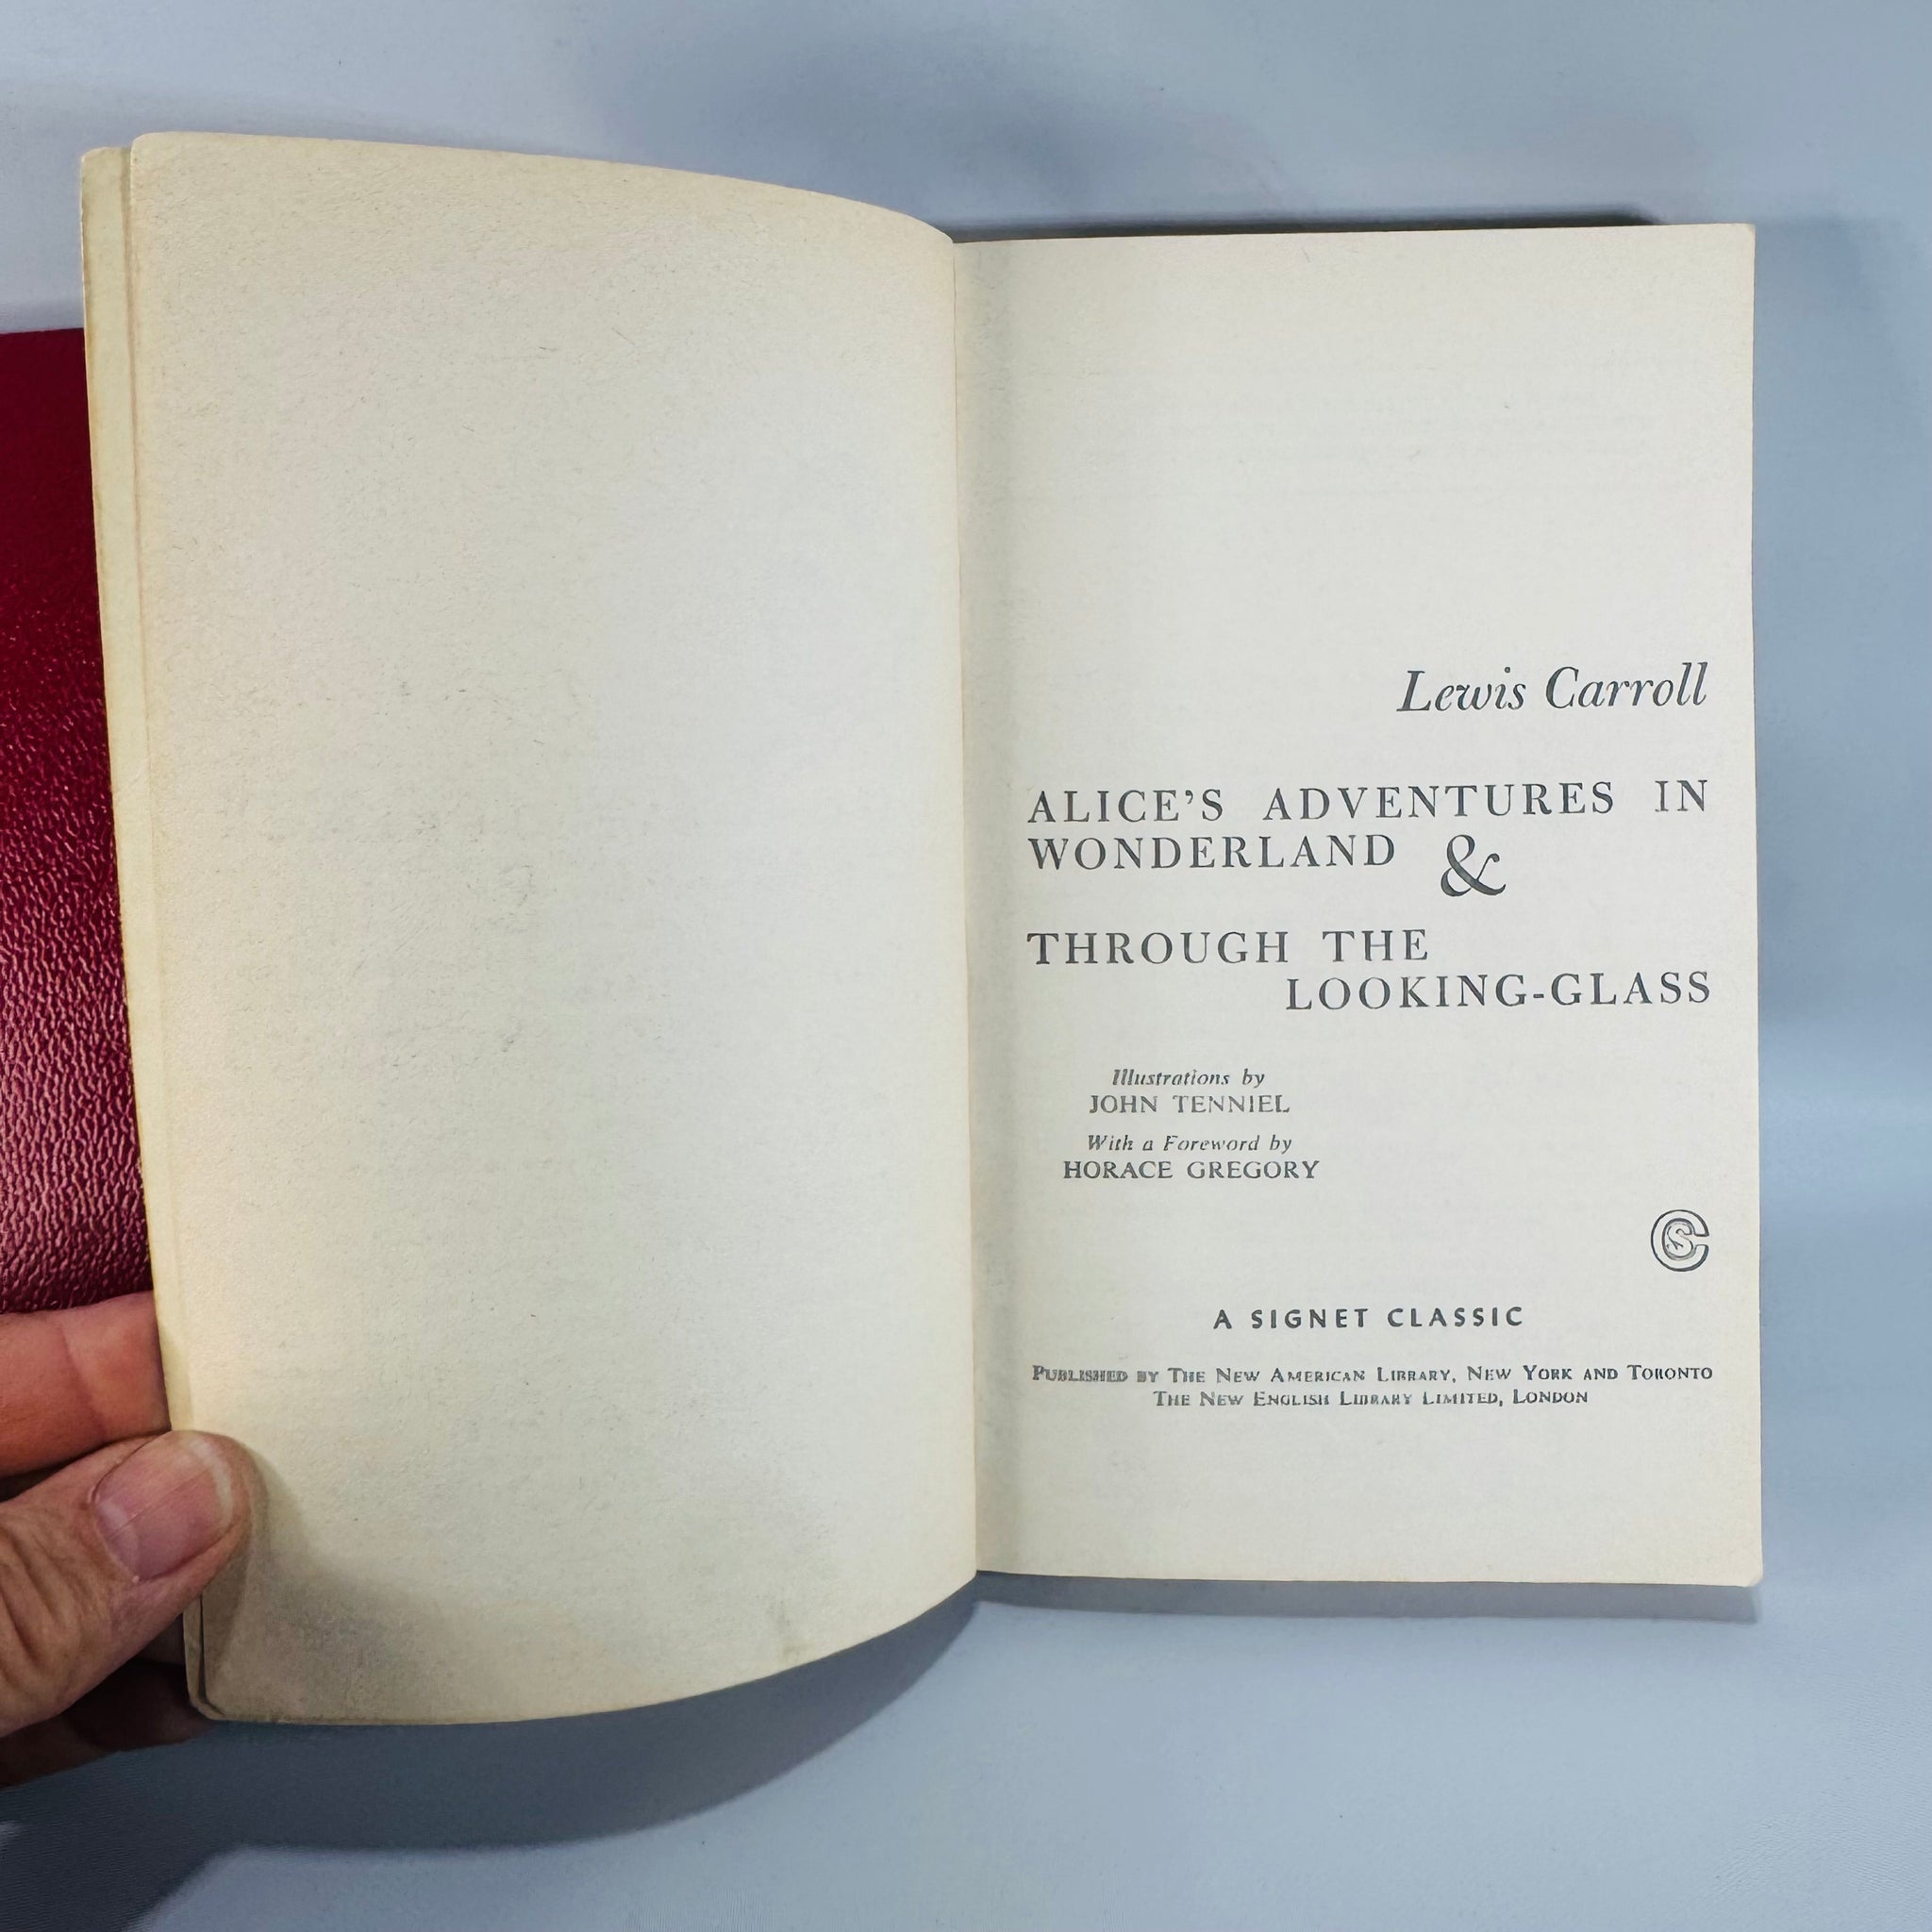 Lewis Carroll
ALICE'S ADVENTURES IN
WONDERLAND &
THROUGH THE
LOOKING-GLASS
Illustrations by
JOHN TENNIEL
With a Foreword by
HORACE GREGORY
CS
A SIGNET CLASSIC
PUBLISHED BY THE NEW AMERICAN LIBRARY, NEW YORK AND TORONTO
THE NEW ENGLISH LIBRARY LIMITED, LONDON